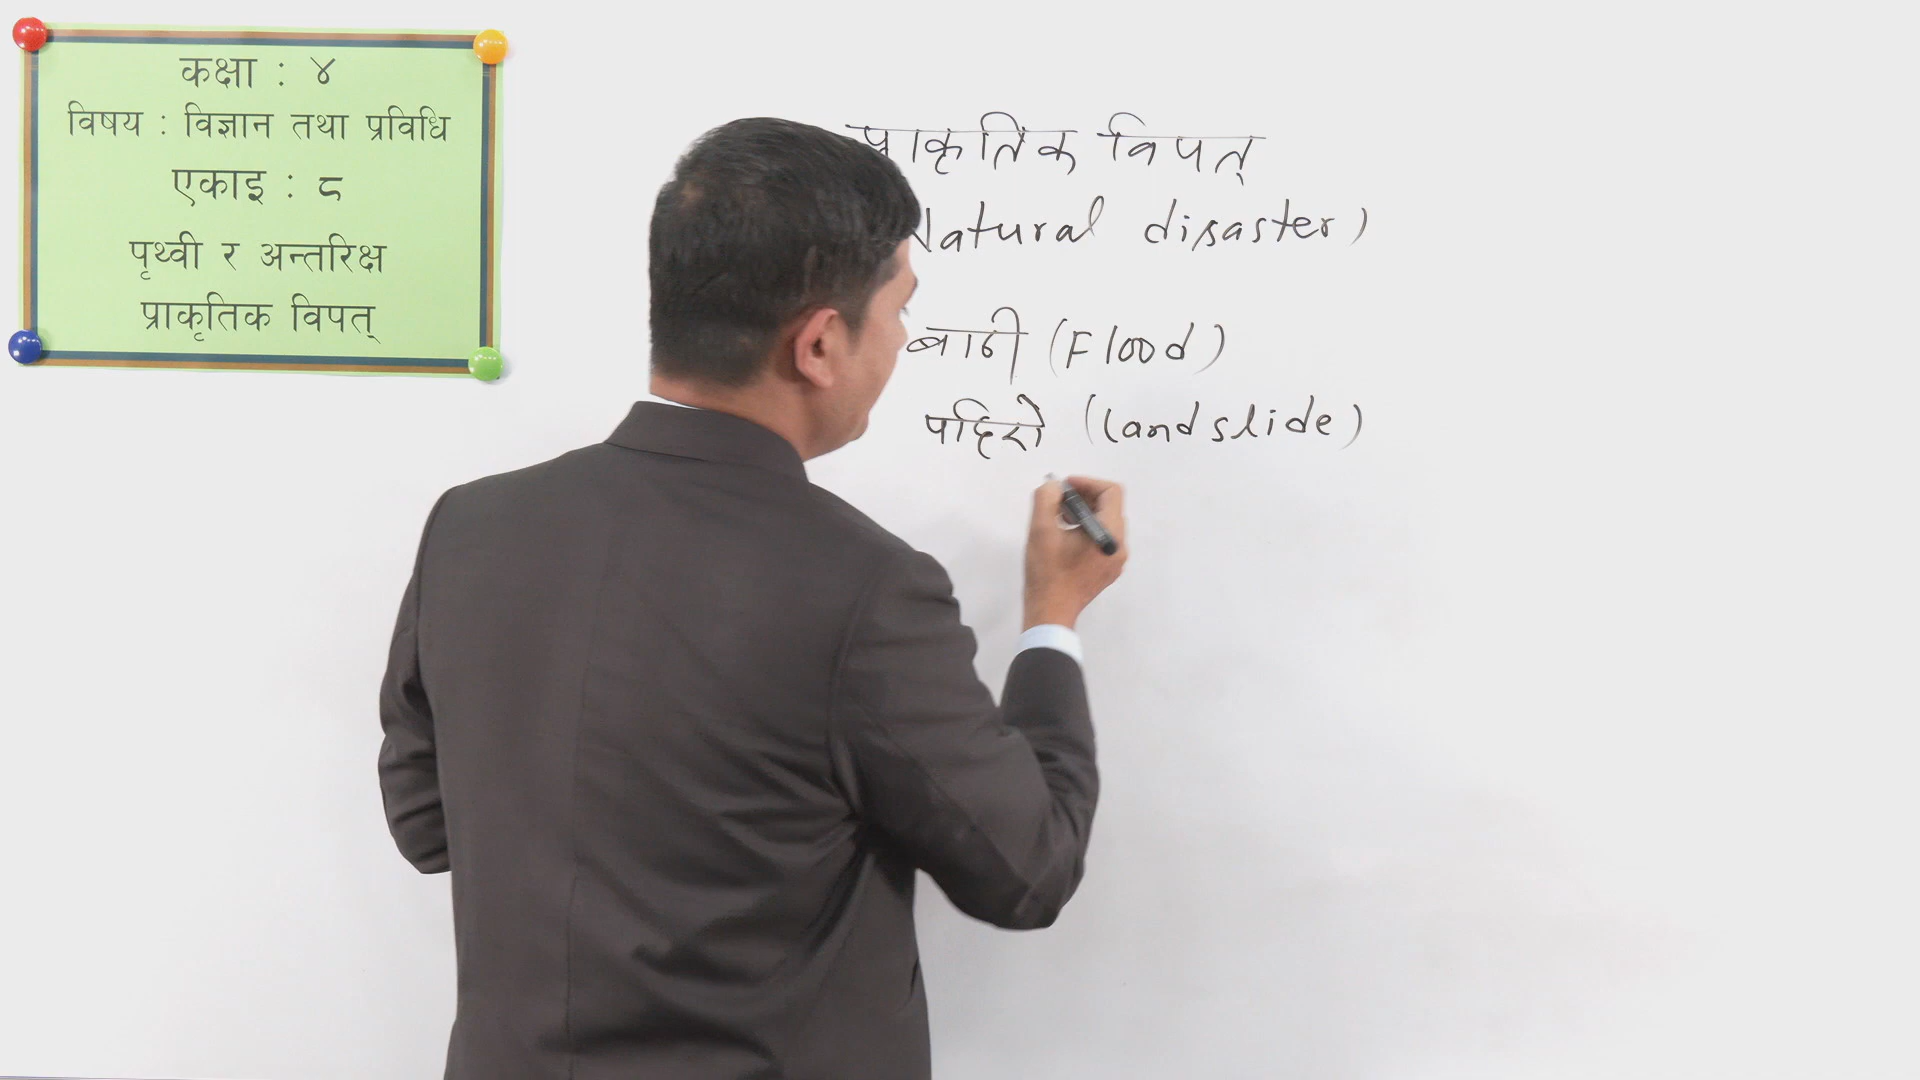 कक्षा : ४
विषय : विज्ञान तथा प्रविधि
एकाइ : ८
पृथ्वी र अन्तरिक्ष
प्राकृतिक विपत्
प्राकृतिक विपत्
Natural disaster)
बाढी (Flood)
पहिरो (landslide)